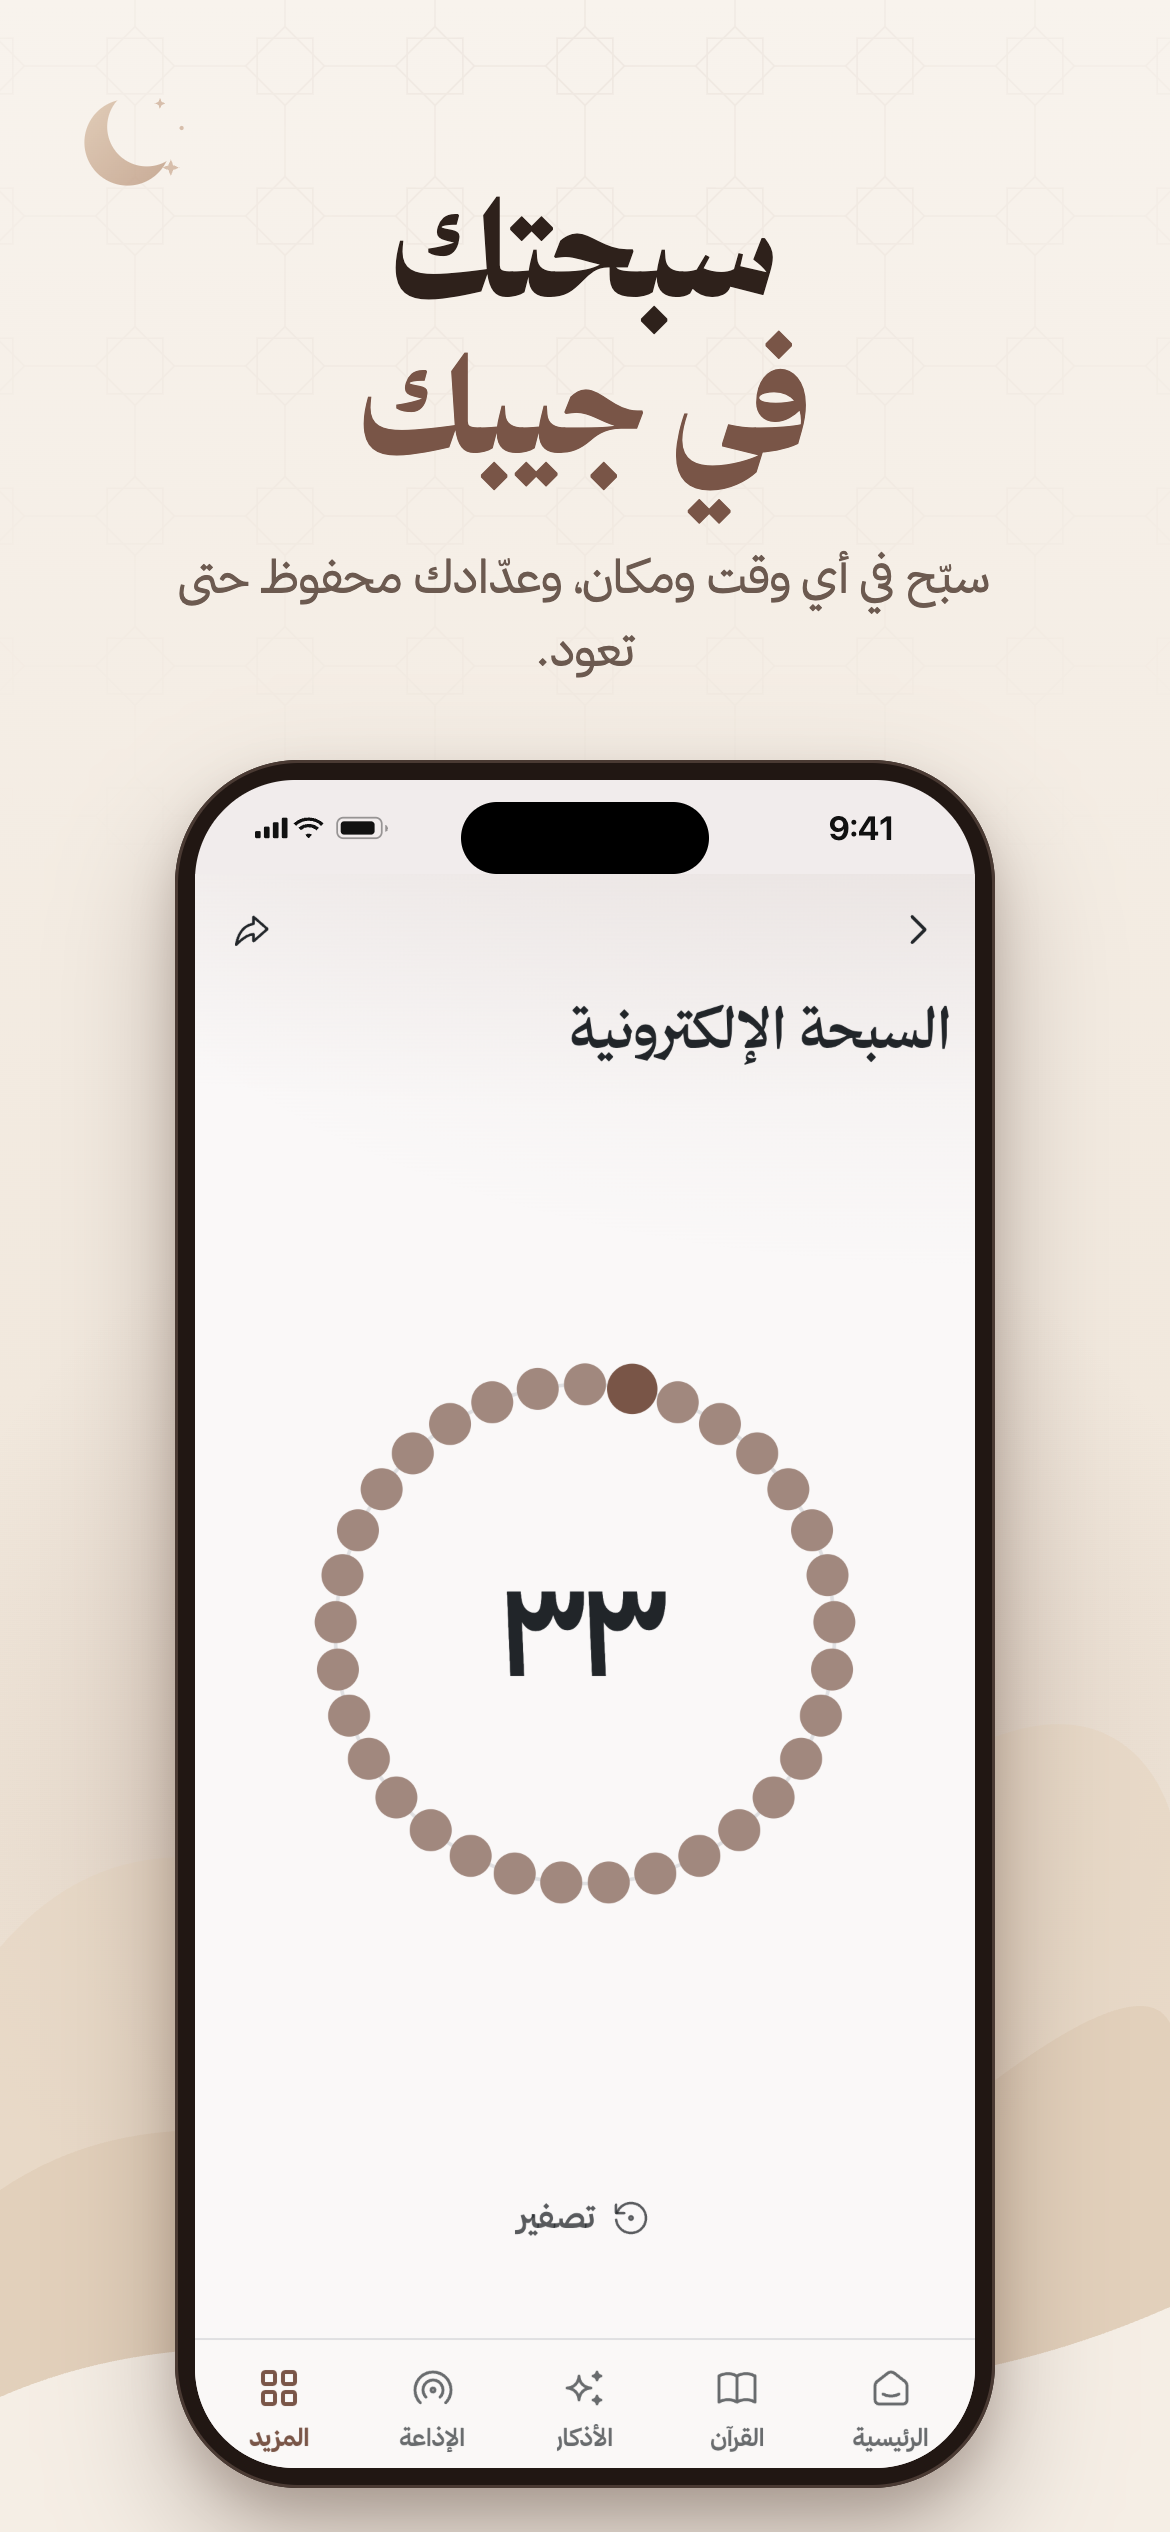 سبحتك
في جيبك
سبّح في أي وقت ومكان، وعدّادك محفوظ حتى
تعود.
9:41
السبحة الإلكترونية
٣٣
تصفير
الرئيسية
القرآن
الأذكار
الإذاعة
المزيد